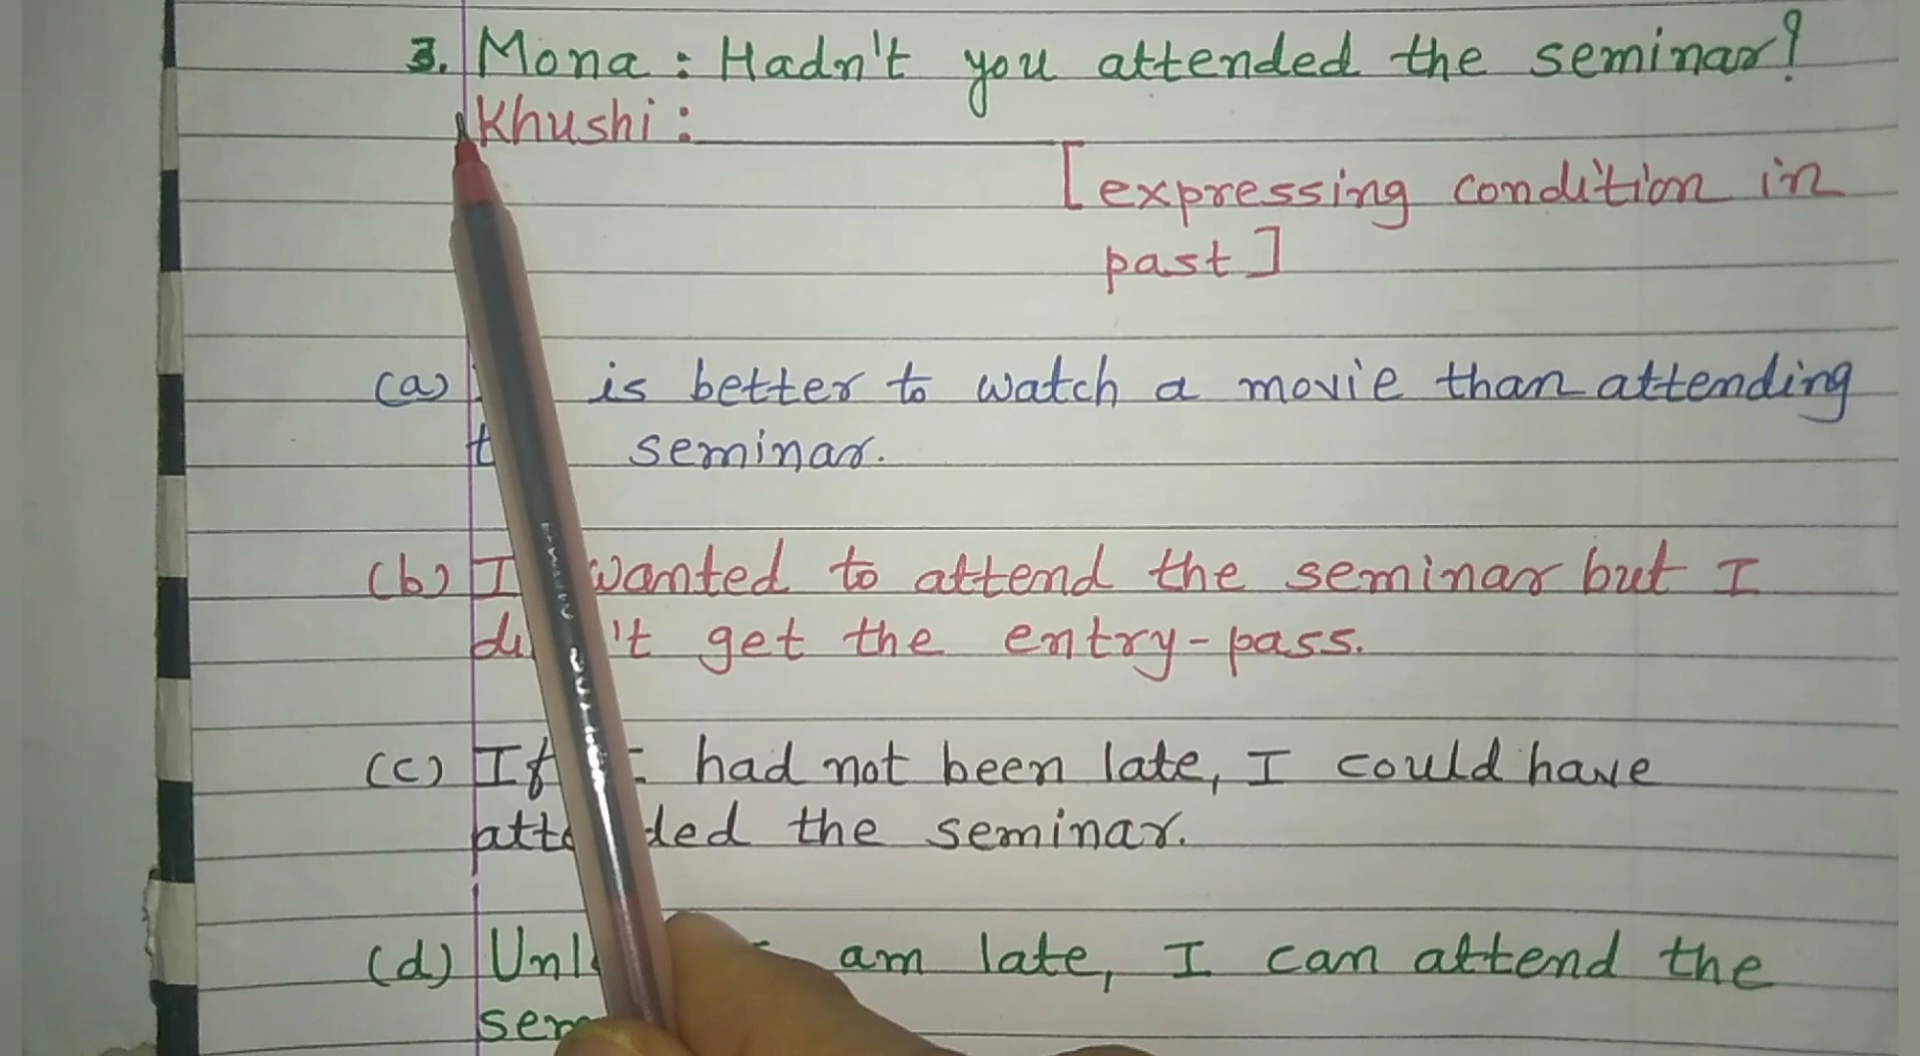 3. Mona : Hadn't you attended the seminar?
Khushi :
[expressing condition in
past]
(a) is better to watch a movie than attending
seminar.
(b) I wanted to attend the seminar but I
get the entry-pass.
(c) If had not been late, I could have
the seminar.
(d) am late, I can attend the